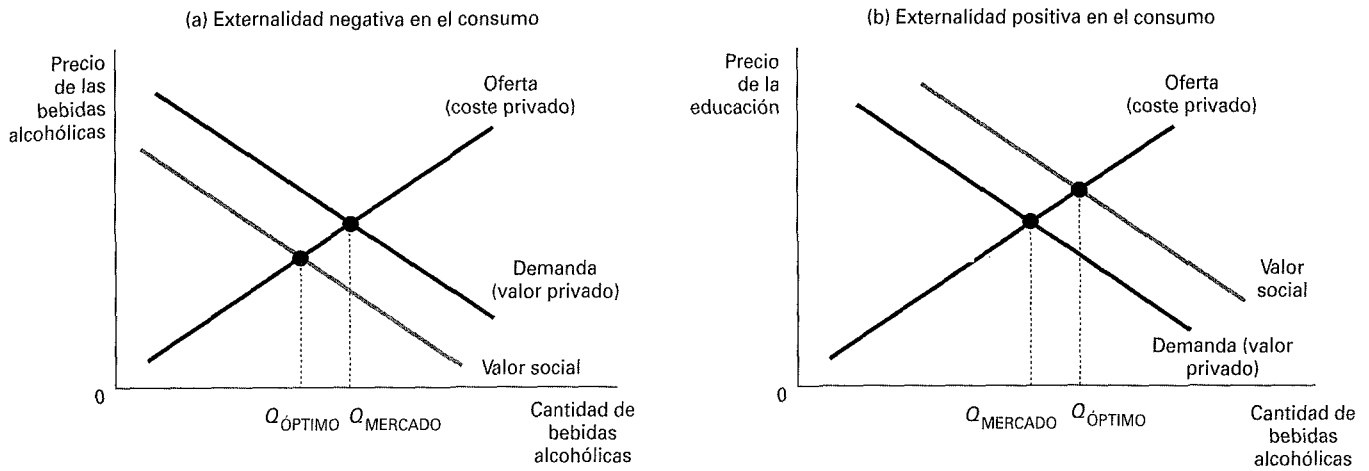 (a) Externalidad negativa en el consumo
Precio
de las
bebidas
alcohólicas
Oferta
(coste privado)
Demanda
(valor privado)
Valor social
0
QÓPTIMO
QMERCADO
Cantidad de
bebidas
alcohólicas
(b) Externalidad positiva en el consumo
Precio
de la
educación
Oferta
(coste privado)
Valor
social
Demanda (valor
privado)
0
QMERCADO
QÓPTIMO
Cantidad de
bebidas
alcohólicas